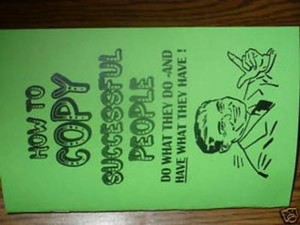 HOW TO
COPY
SUCCESSFUL
PEOPLE
DO WHAT THEY DO -AND
HAVE WHAT THEY HAVE !